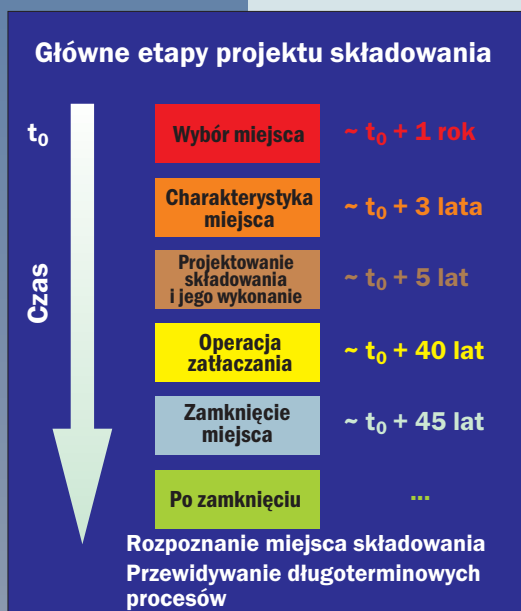 Główne etapy projektu składowania
t₀
Wybór miejsca
~ t₀ + 1 rok
Charakterystyka
miejsca
~ t₀ + 3 lata
Projektowanie
składowania
i jego wykonanie
~ t₀ + 5 lat
Czas
Operacja
zatłaczania
~ t₀ + 40 lat
Zamknięcie
miejsca
~ t₀ + 45 lat
Po zamknięciu
...
Rozpoznanie miejsca składowania
Przewidywanie długoterminowych
procesów